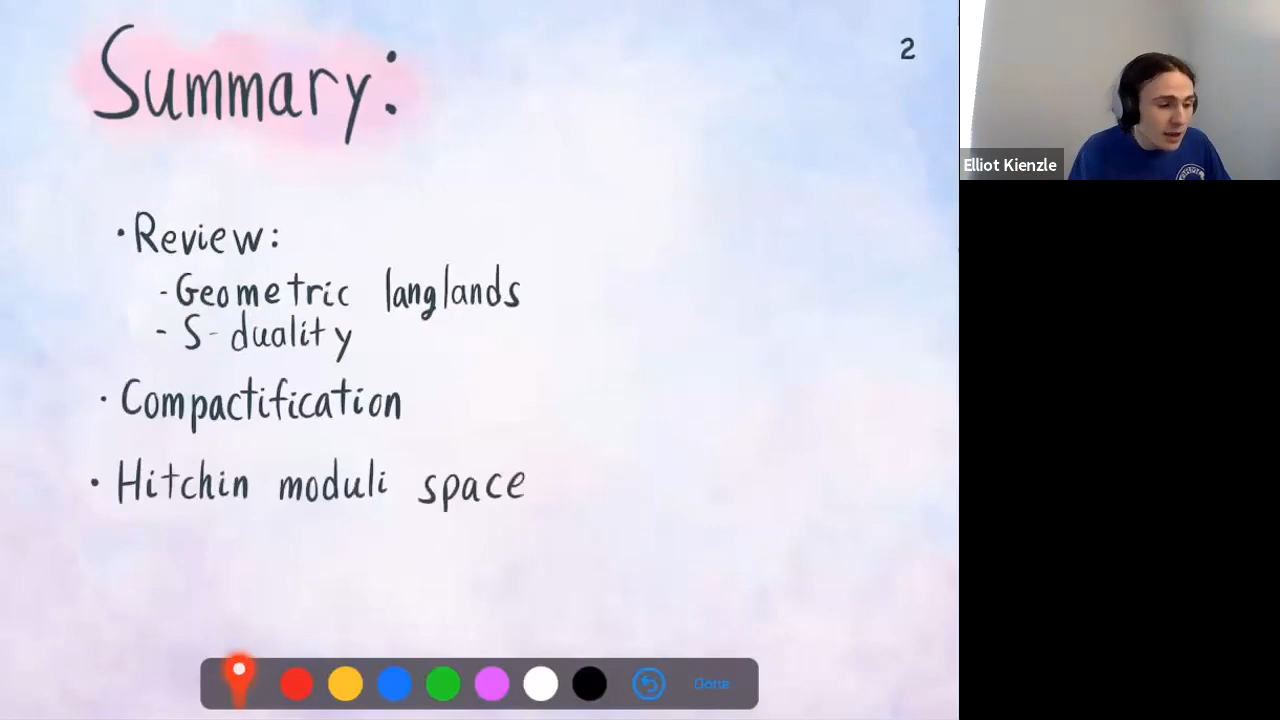 Summary:
2
• Review:
- Geometric langlands
- S-duality
• Compactification
• Hitchin moduli space
Elliot Kienzle
Done